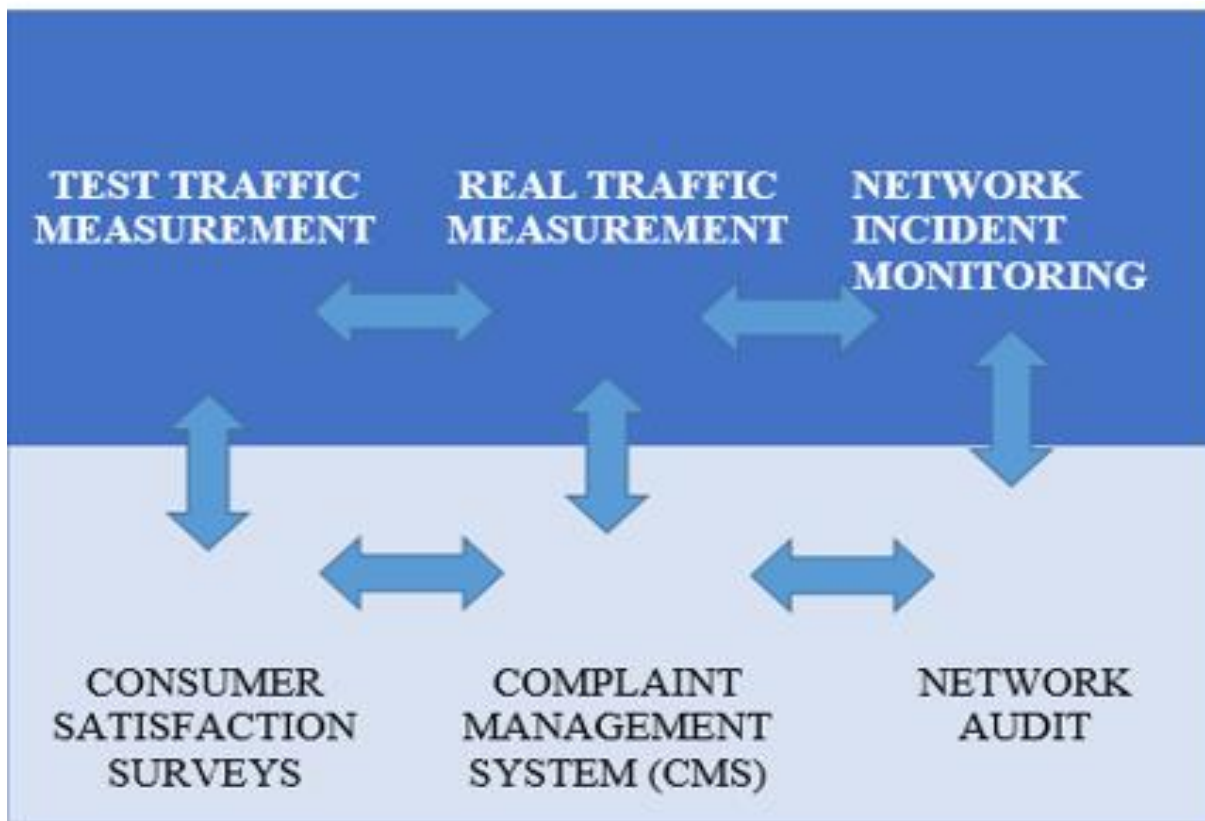 TEST TRAFFIC
MEASUREMENT
REAL TRAFFIC
MEASUREMENT
NETWORK
INCIDENT
MONITORING
CONSUMER
SATISFACTION
SURVEYS
COMPLAINT
MANAGEMENT
SYSTEM (CMS)
NETWORK
AUDIT